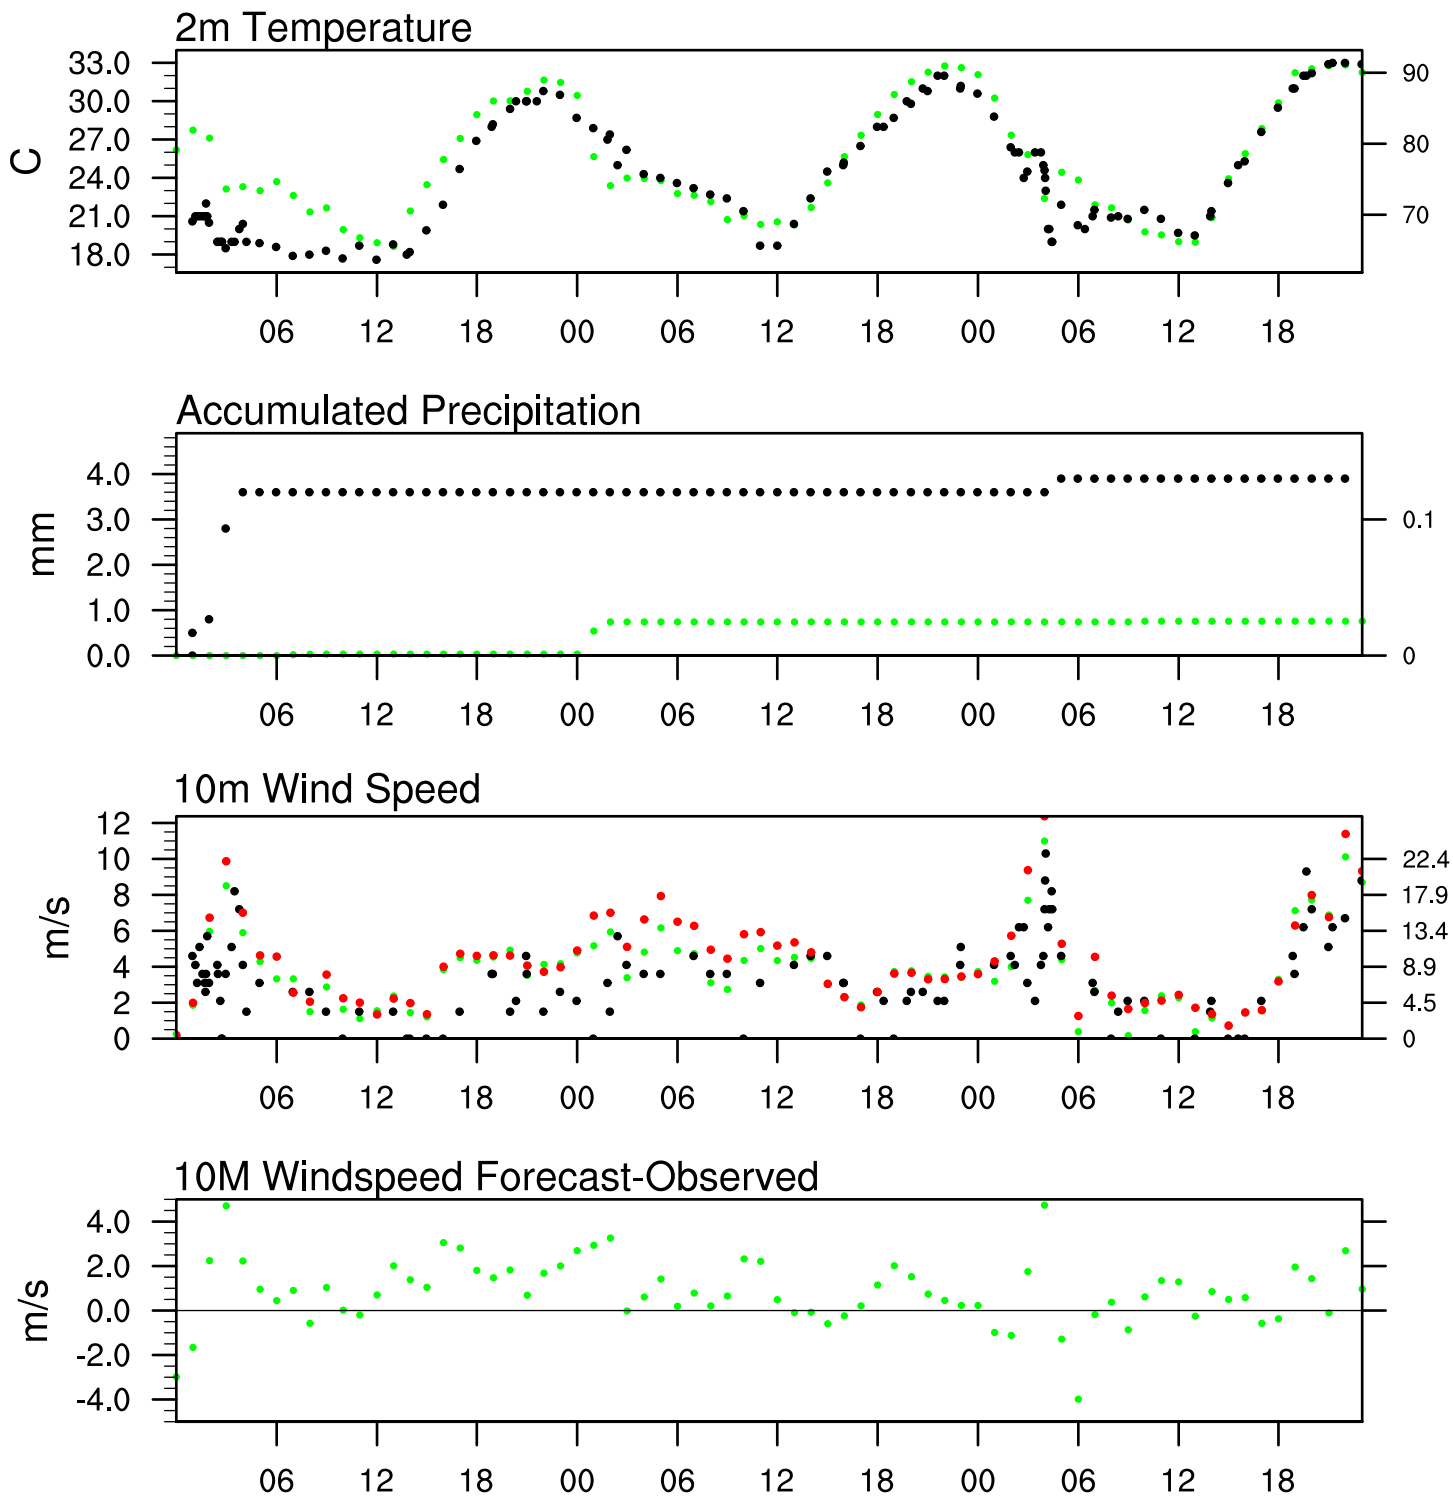 2m Temperature
33.0
30.0
27.0
24.0
21.0
18.0
C
90
80
70
06 12 18 00 06 12 18 00 06 12 18
Accumulated Precipitation
4.0
3.0
2.0
1.0
0.0
mm
0.1
0
06 12 18 00 06 12 18 00 06 12 18
10m Wind Speed
12
10
8
6
4
2
0
m/s
22.4
17.9
13.4
8.9
4.5
0
06 12 18 00 06 12 18 00 06 12 18
10M Windspeed Forecast-Observed
4.0
2.0
0.0
-2.0
-4.0
m/s
06 12 18 00 06 12 18 00 06 12 18